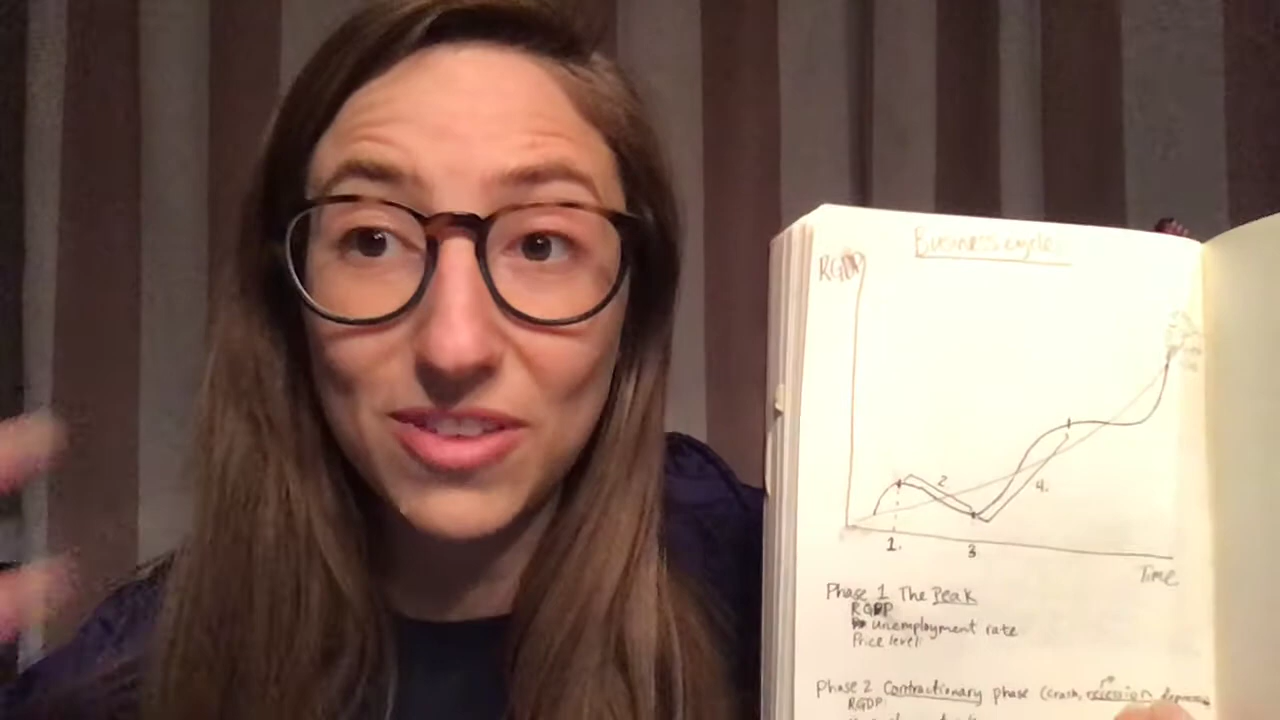 Business cycle
RGDP
2
4.
1.
3
Time
Phase 1 The Peak
RGDP
unemployment rate
Price level
Phase 2 Contractionary phase (crash, recession
RGDP